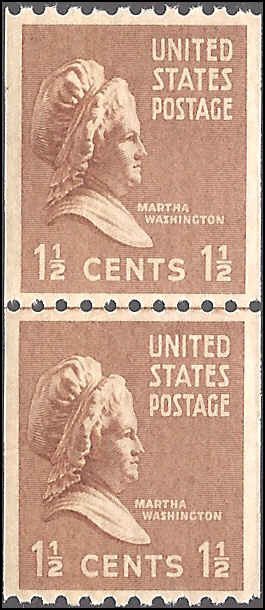 UNITED
STATES
POSTAGE
MARTHA
WASHINGTON
1½ CENTS 1½
UNITED
STATES
POSTAGE
MARTHA
WASHINGTON
1½ CENTS 1½